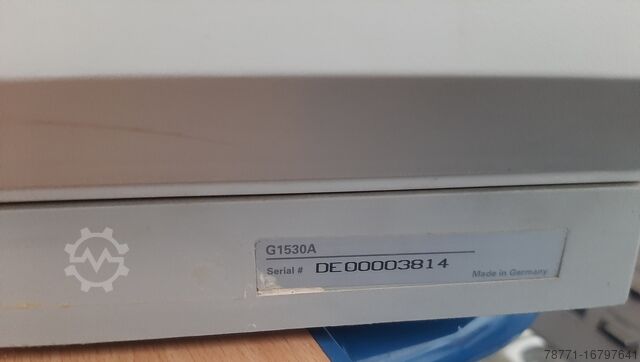 G1530A
Serial # DE00003814
Made in Germany
78771-16797641